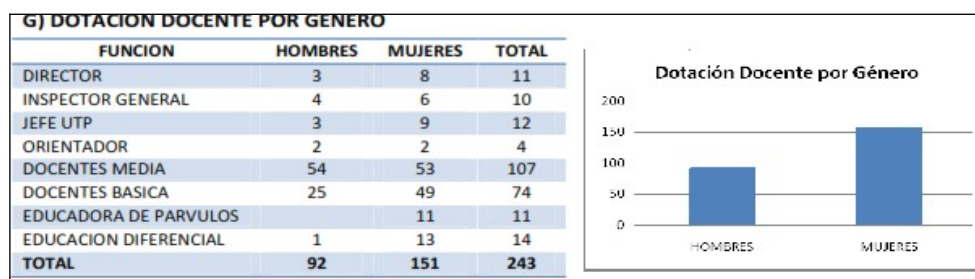 G) DOTACION DOCENTE POR GENERO
FUNCION HOMBRES MUJERES TOTAL
DIRECTOR 3 8 11
INSPECTOR GENERAL 4 6 10
JEFE UTP 3 9 12
ORIENTADOR 2 2 4
DOCENTES MEDIA 54 53 107
DOCENTES BASICA 25 49 74
EDUCADORA DE PARVULOS 11 11
EDUCACION DIFERENCIAL 1 13 14
TOTAL 92 151 243
Dotación Docente por Género
200
150
100
50
0
HOMBRES MUJERES